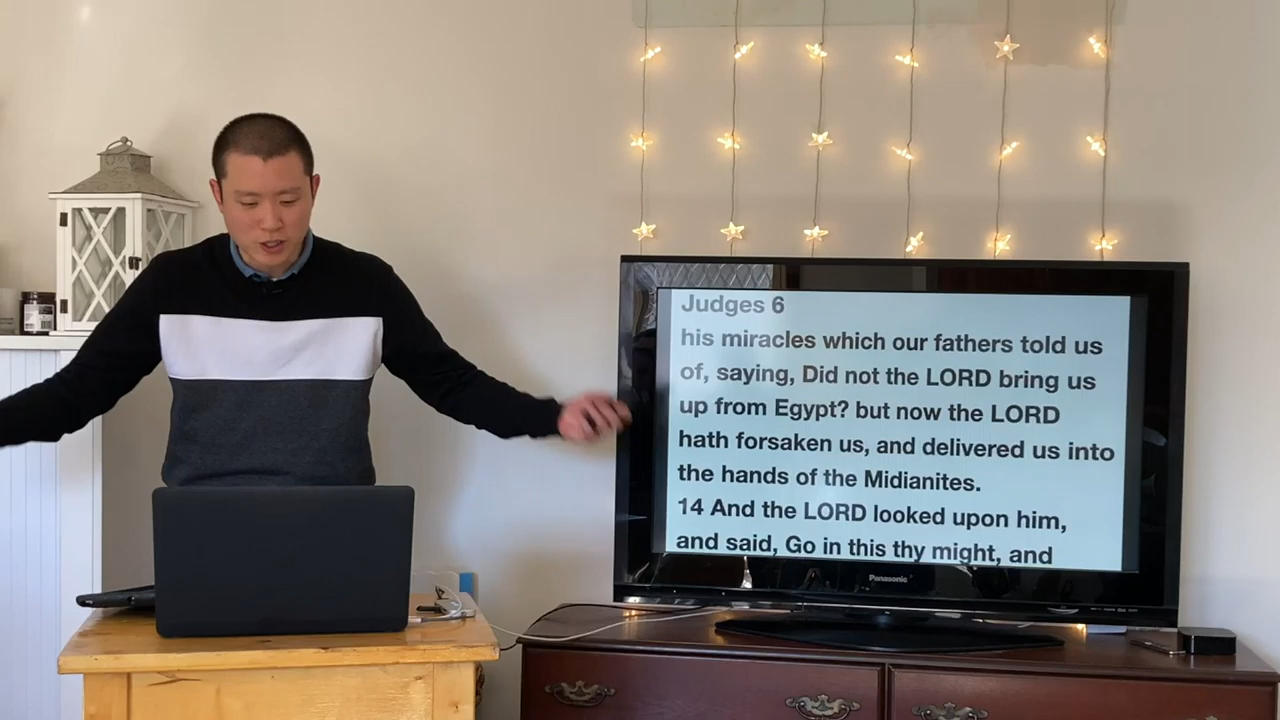 Judges 6
his miracles which our fathers told us
of, saying, Did not the LORD bring us
up from Egypt? but now the LORD
hath forsaken us, and delivered us into
the hands of the Midianites.
14 And the LORD looked upon him,
and said, Go in this thy might, and
Panasonic